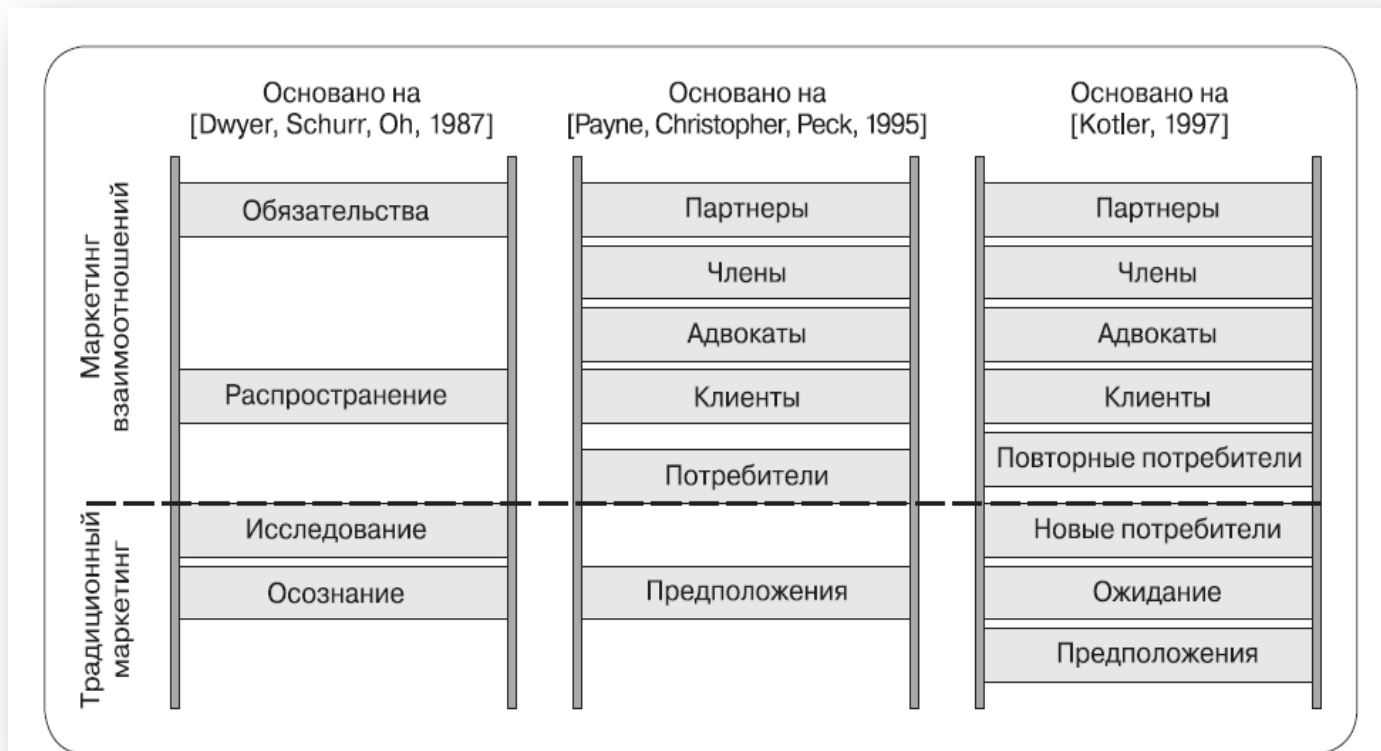 Основано на
[Dwyer, Schurr, Oh, 1987]
Основано на
[Payne, Christopher, Peck, 1995]
Основано на
[Kotler, 1997]
Маркетинг
взаимоотношений
Традиционный
маркетинг
Обязательства
Распространение
Исследование
Осознание
Партнеры
Члены
Адвокаты
Клиенты
Потребители
Предположения
Партнеры
Члены
Адвокаты
Клиенты
Повторные потребители
Новые потребители
Ожидание
Предположения